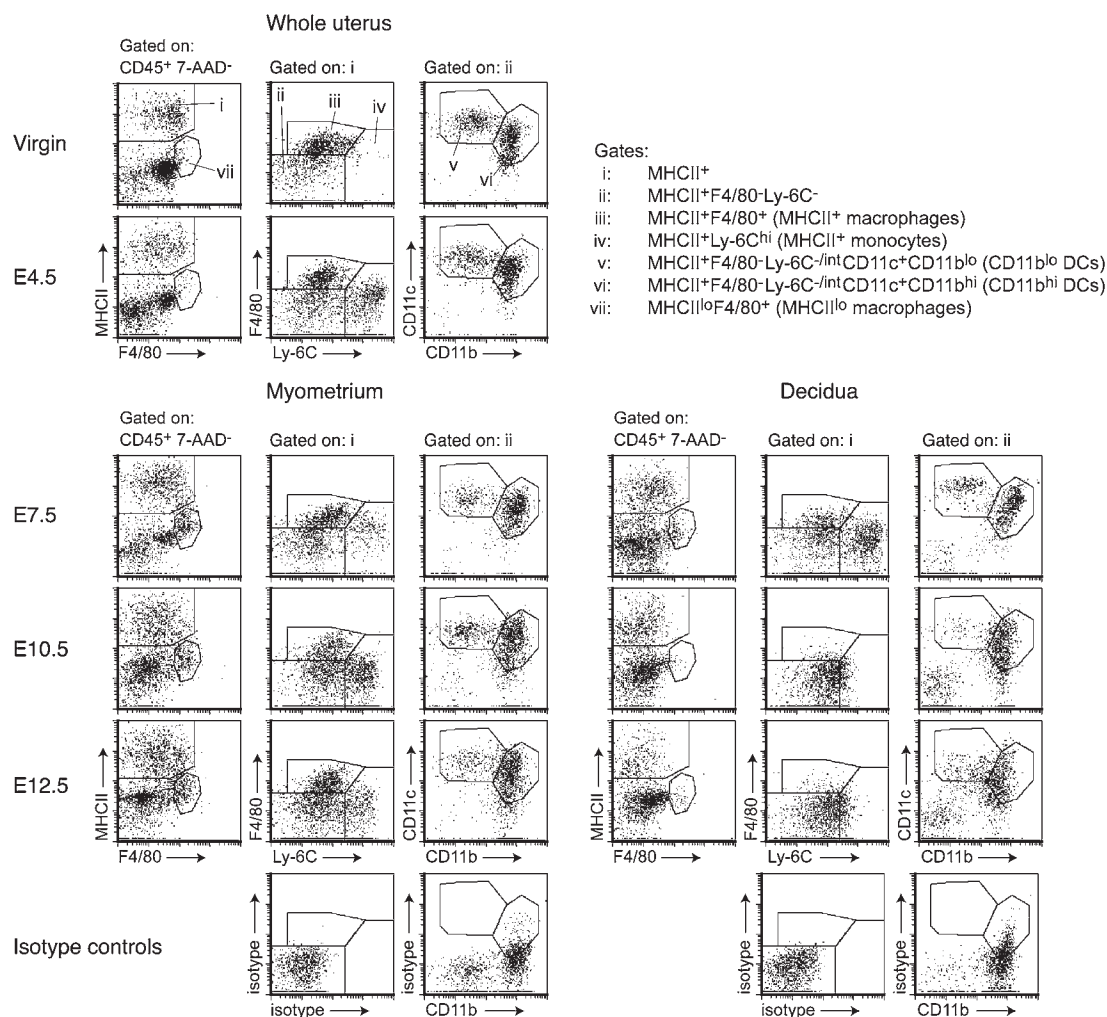 Whole uterus
Gated on:
CD45⁺ 7-AAD⁻
Gated on: i
Gated on: ii
Virgin
i
vii
ii
iii
iv
v
vi
E4.5
MHCII
F4/80
F4/80
Ly-6C
CD11c
CD11b
Gates:
i: MHCII⁺
ii: MHCII⁺F4/80⁻Ly-6C⁻
iii: MHCII⁺F4/80⁺ (MHCII⁺ macrophages)
iv: MHCII⁺Ly-6Cʰⁱ (MHCII⁺ monocytes)
v: MHCII⁺F4/80⁻Ly-6C⁻/ⁱⁿᵗCD11c⁺CD11bˡᵒ (CD11bˡᵒ DCs)
vi: MHCII⁺F4/80⁻Ly-6C⁻/ⁱⁿᵗCD11c⁺CD11bʰⁱ (CD11bʰⁱ DCs)
vii: MHCIIˡᵒF4/80⁺ (MHCIIˡᵒ macrophages)
Myometrium
Gated on:
CD45⁺ 7-AAD⁻
Gated on: i
Gated on: ii
Decidua
Gated on:
CD45⁺ 7-AAD⁻
Gated on: i
Gated on: ii
E7.5
E10.5
E12.5
MHCII
F4/80
F4/80
Ly-6C
CD11c
CD11b
MHCII
F4/80
F4/80
Ly-6C
CD11c
CD11b
Isotype controls
isotype
isotype
isotype
CD11b
isotype
isotype
isotype
CD11b